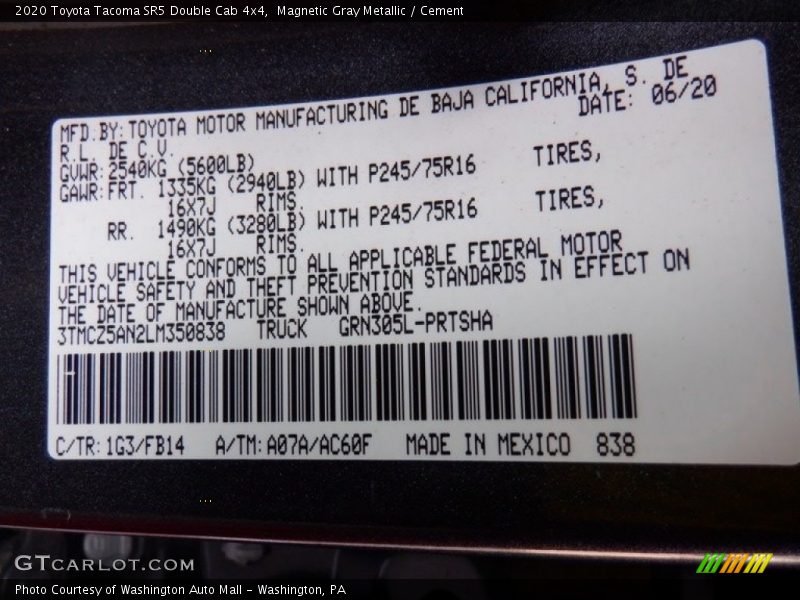 2020 Toyota Tacoma SR5 Double Cab 4x4,  Magnetic Gray Metallic / Cement
MFD.BY:TOYOTA MOTOR MANUFACTURING DE BAJA CALIFORNIA, S. DE
R.L. DE C.V. DATE: 06/20
GVWR:2540KG (5600LB)
GAWR:FRT. 1335KG (2940LB) WITH P245/75R16 TIRES,
16X7J RIMS.
RR. 1490KG (3280LB) WITH P245/75R16 TIRES,
16X7J RIMS.
THIS VEHICLE CONFORMS TO ALL APPLICABLE FEDERAL MOTOR
VEHICLE SAFETY AND THEFT PREVENTION STANDARDS IN EFFECT ON
THE DATE OF MANUFACTURE SHOWN ABOVE.
3TMCZ5AN2LM350838 TRUCK GRN305L-PRTSHA
C/TR:1G3/FB14 A/TM:A07A/AC60F MADE IN MEXICO 838
GTCARLOT.COM
Photo Courtesy of Washington Auto Mall - Washington, PA